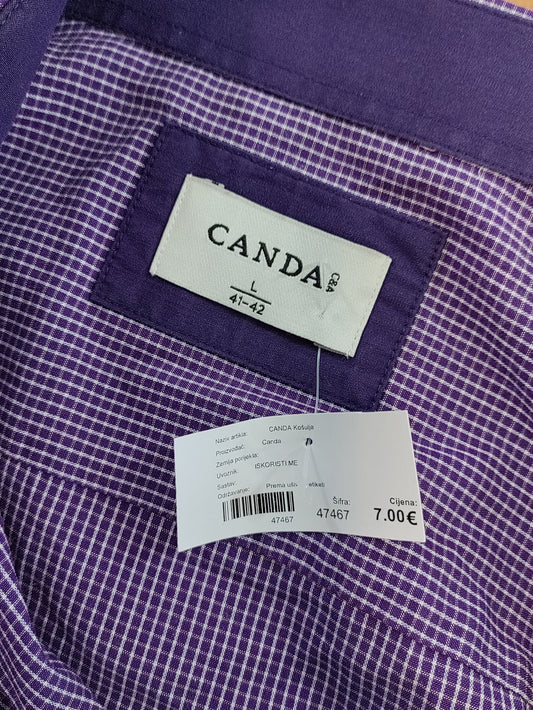 CANDA
C&A
L
41-42
Naziv artikla: CANDA Košulja
Proizvođač: Canda
Zemlja porijekla:
Uvoznik: ISKORISTI ME
Sastav:
Održavanje: Prema etiketi
47467
Šifra:
47467
Cijena:
7.00€